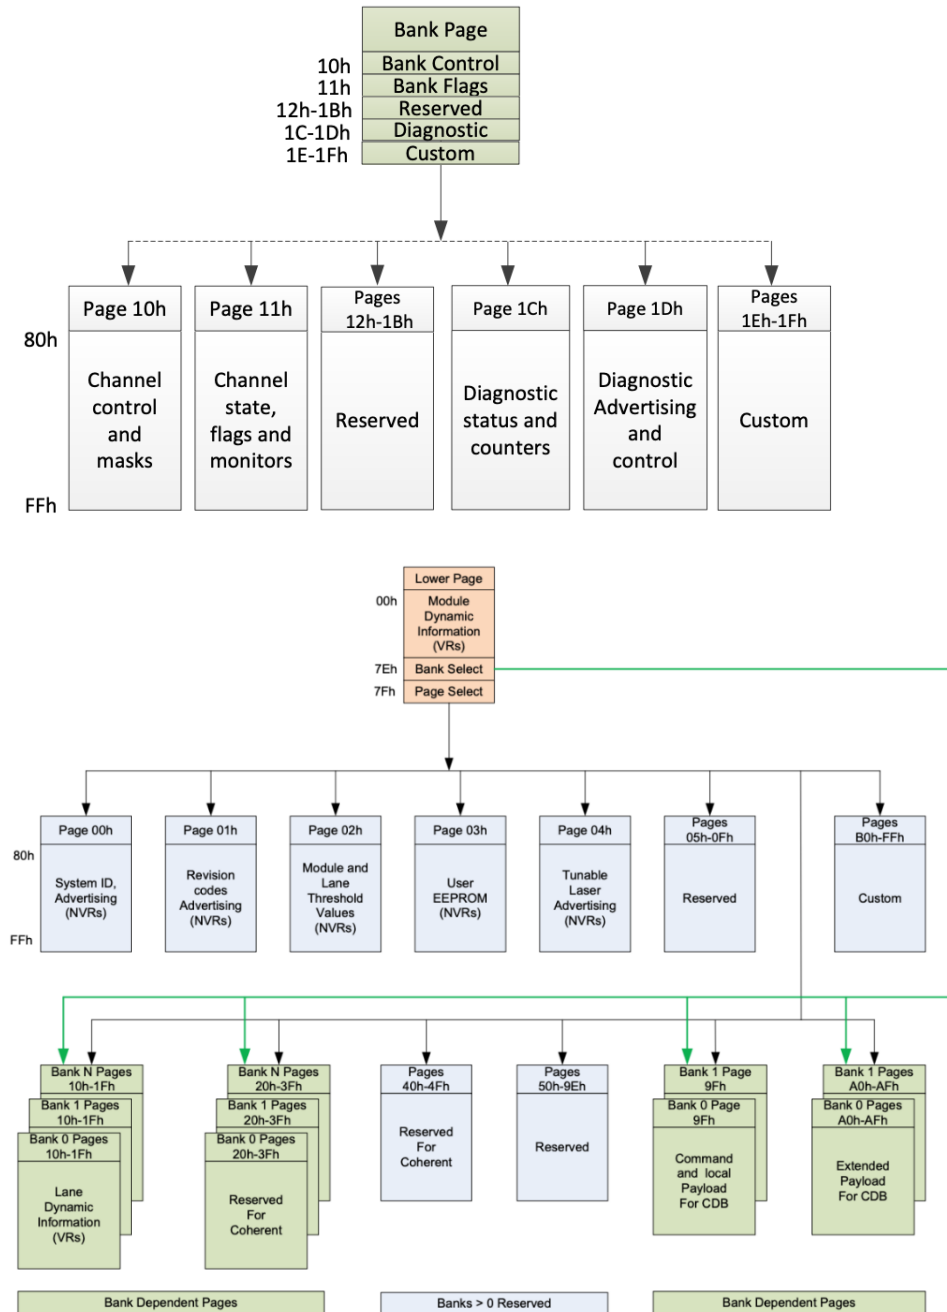 Bank Page
10h
Bank Control
11h
Bank Flags
12h-1Bh
Reserved
1C-1Dh
Diagnostic
1E-1Fh
Custom
Page 10h
Page 11h
Pages
12h-1Bh
Page 1Ch
Page 1Dh
Pages
1Eh-1Fh
80h
Channel
control
and
masks
Channel
state,
flags and
monitors
Reserved
Diagnostic
status and
counters
Diagnostic
Advertising
and
control
Custom
FFh
Lower Page
00h
Module
Dynamic
Information
(VRs)
7Eh
Bank Select
7Fh
Page Select
Page 00h
Page 01h
Page 02h
Page 03h
Page 04h
Pages
05h-0Fh
Pages
B0h-FFh
80h
System ID,
Advertising
(NVRs)
Revision
codes
Advertising
(NVRs)
Module and
Lane
Threshold
Values
(NVRs)
User
EEPROM
(NVRs)
Tunable
Laser
Advertising
(NVRs)
Reserved
Custom
FFh
Bank N Pages
10h-1Fh
Bank 1 Pages
10h-1Fh
Bank 0 Pages
10h-1Fh
Lane
Dynamic
Information
(VRs)
Bank N Pages
20h-3Fh
Bank 1 Pages
20h-3Fh
Bank 0 Pages
20h-3Fh
Reserved
For
Coherent
Pages
40h-4Fh
Reserved
For
Coherent
Pages
50h-9Eh
Reserved
Bank 1 Page
9Fh
Bank 0 Page
9Fh
Command
and local
Payload
For CDB
Bank 1 Pages
A0h-AFh
Bank 0 Pages
A0h-AFh
Extended
Payload
For CDB
Bank Dependent Pages
Banks > 0 Reserved
Bank Dependent Pages